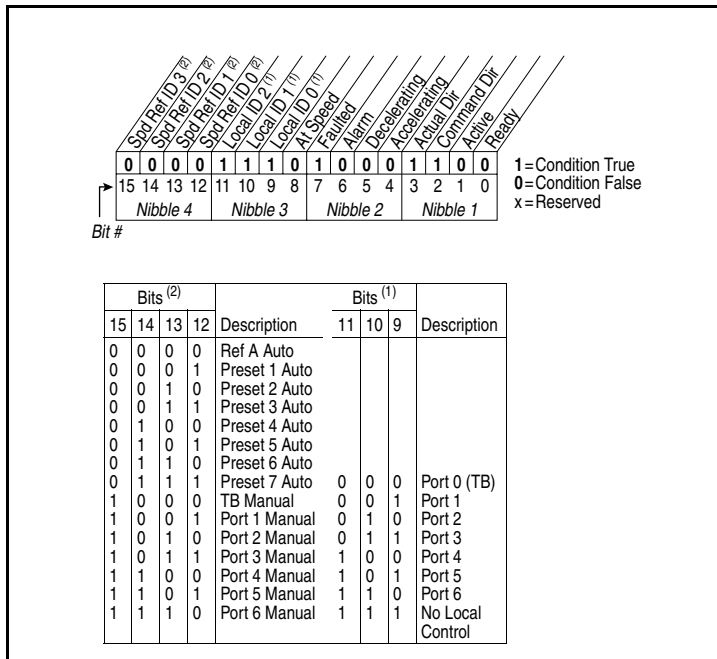 Spd Ref ID 3 (2)
Spd Ref ID 2 (2)
Spd Ref ID 1 (2)
Spd Ref ID 0 (2)
Local ID 2 (1)
Local ID 1 (1)
Local ID 0 (1)
At Speed
Faulted
Alarm
Decelerating
Accelerating
Actual Dir
Command Dir
Active
Ready
0 0 0 0 1 1 1 0 1 0 0 0 1 1 0 0
1=Condition True
15 14 13 12 11 10 9 8 7 6 5 4 3 2 1 0
0=Condition False
Nibble 4 Nibble 3 Nibble 2 Nibble 1
x=Reserved
Bit #
Bits (2) Bits (1)
15 14 13 12 Description 11 10 9 Description
0 0 0 0 Ref A Auto
0 0 0 1 Preset 1 Auto
0 0 1 0 Preset 2 Auto
0 0 1 1 Preset 3 Auto
0 1 0 0 Preset 4 Auto
0 1 0 1 Preset 5 Auto
0 1 1 0 Preset 6 Auto
0 1 1 1 Preset 7 Auto 0 0 0 Port 0 (TB)
1 0 0 0 TB Manual 0 0 1 Port 1
1 0 0 1 Port 1 Manual 0 1 0 Port 2
1 0 1 0 Port 2 Manual 0 1 1 Port 3
1 0 1 1 Port 3 Manual 1 0 0 Port 4
1 1 0 0 Port 4 Manual 1 0 1 Port 5
1 1 0 1 Port 5 Manual 1 1 0 Port 6
1 1 1 0 Port 6 Manual 1 1 1 No Local
Control